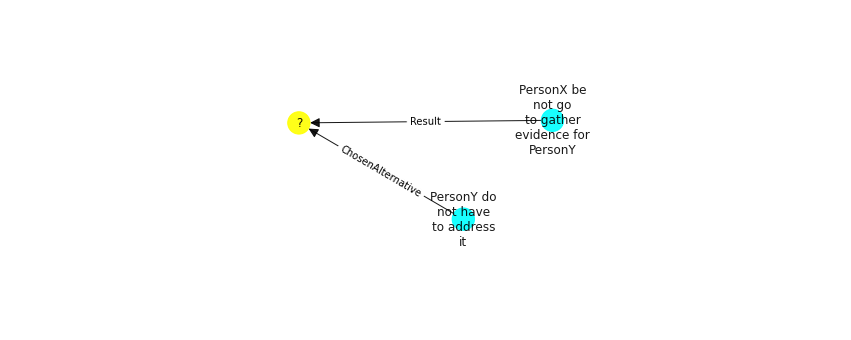 PersonX be
not go
to gather
evidence for
PersonY
?
Result
ChosenAlternative
PersonY do
not have
to address
it